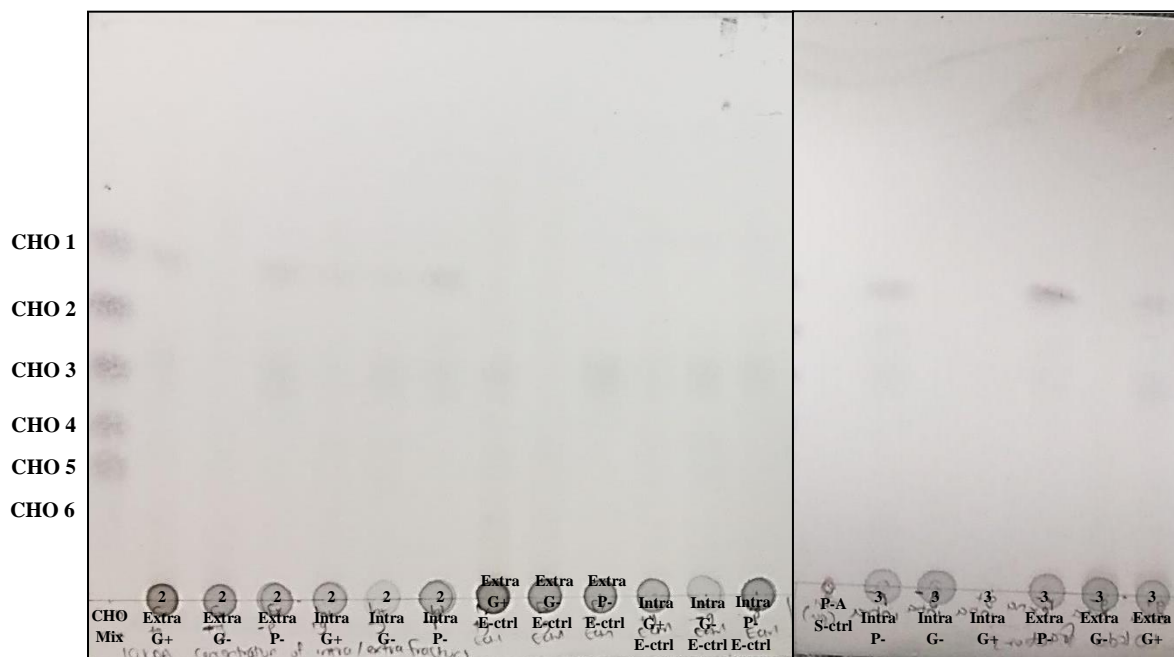 CHO 1
CHO 2
CHO 3
CHO 4
CHO 5
CHO 6
CHO
Mix
2
Extra
G+
2
Extra
G-
2
Extra
P-
2
Intra
G+
2
Intra
G-
2
Intra
P-
Extra
G+
E-ctrl
Extra
G-
E-ctrl
Extra
P-
E-ctrl
Intra
G+
E-ctrl
Intra
G-
E-ctrl
Intra
P-
E-ctrl
P-A
S-ctrl
3
Intra
P-
3
Intra
G-
3
Intra
G+
3
Extra
P-
3
Extra
G-
3
Extra
G+
of intra/extra fractions